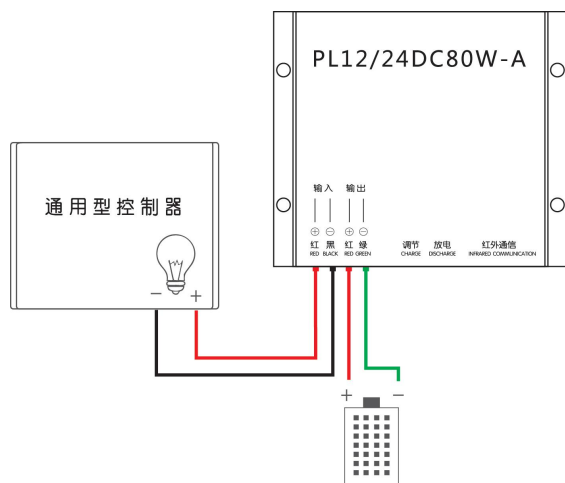 PL12/24DC80W-A
通用型控制器
输入 输出
⊕ ⊖ ⊕ ⊖
红 黑 红 绿 调节 放电 红外通信
RED BLACK RED GREEN CHARGE DISCHARGE INFRARED COMMUNICATION
− +
+ −